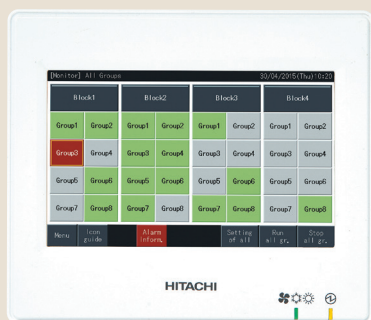 [Monitor] All Groups 30/04/2015(Thu)10:20
Block1 Block2 Block3 Block4
Group1 Group2 Group1 Group2 Group1 Group2 Group1 Group2
Group3 Group4 Group3 Group4 Group3 Group4 Group3 Group4
Group5 Group6 Group5 Group6 Group5 Group6 Group5 Group6
Group7 Group8 Group7 Group8 Group7 Group8 Group7 Group8
Menu Icon Alarm Setting Run Stop
guide inform. of all all gr. all gr.
HITACHI